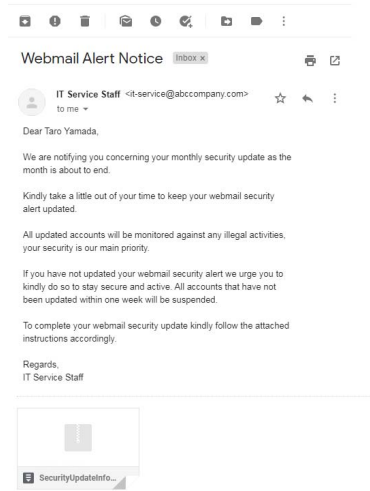 Webmail Alert Notice Inbox x
IT Service Staff <it-service@abccompany.com>
to me
Dear Taro Yamada,
We are notifying you concerning your monthly security update as the
month is about to end.
Kindly take a little out of your time to keep your webmail security
alert updated.
All updated accounts will be monitored against any illegal activities,
your security is our main priority.
If you have not updated your webmail security alert we urge you to
kindly do so to stay secure and active. All accounts that have not
been updated within one week will be suspended.
To complete your webmail security update kindly follow the attached
instructions accordingly.
Regards,
IT Service Staff
SecurityUpdateInfo...